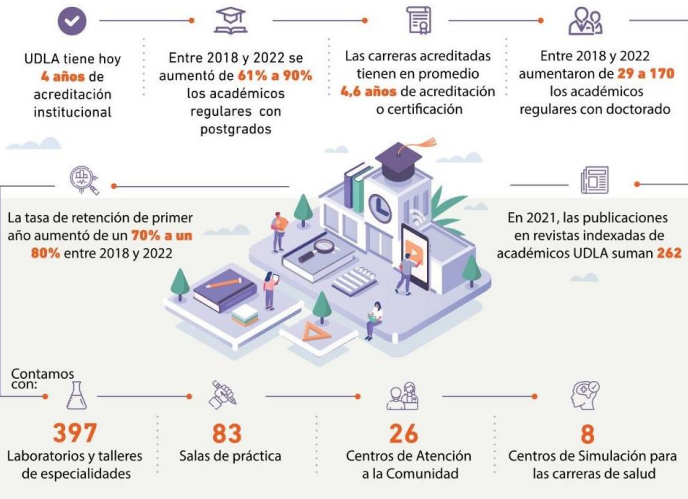 UDLA tiene hoy
4 años de
acreditación
institucional
Entre 2018 y 2022 se
aumentó de 61% a 90%
los académicos
regulares con
postgrados
Las carreras acreditadas
tienen en promedio
4,6 años de acreditación
o certificación
Entre 2018 y 2022
aumentaron de 29 a 170
los académicos
regulares con doctorado
La tasa de retención de primer
año aumentó de un 70% a un
80% entre 2018 y 2022
En 2021, las publicaciones
en revistas indexadas de
académicos UDLA suman 262
Contamos
con:
397
Laboratorios y talleres
de especialidades
83
Salas de práctica
26
Centros de Atención
a la Comunidad
8
Centros de Simulación para
las carreras de salud